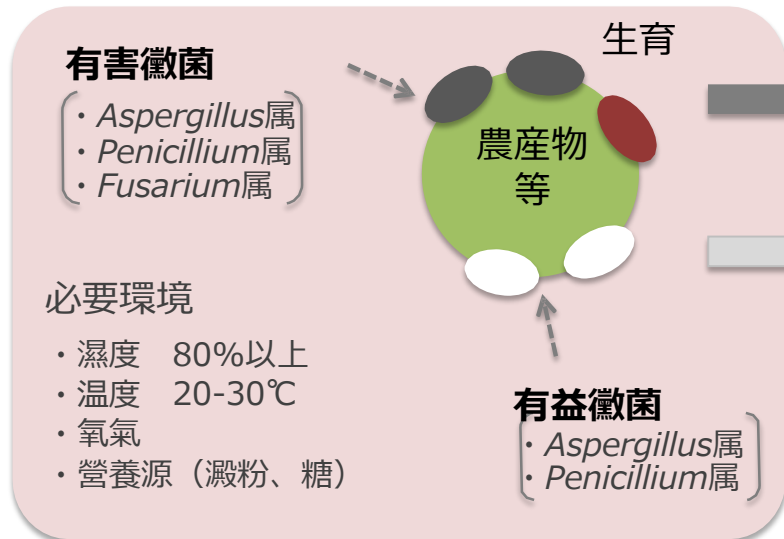 有害黴菌
・Aspergillus属
・Penicillium属
・Fusarium属
生育
農産物
等
必要環境
・濕度　80%以上
・温度　20-30℃
・氧氣
・營養源（澱粉、糖）
有益黴菌
・Aspergillus属
・Penicillium属